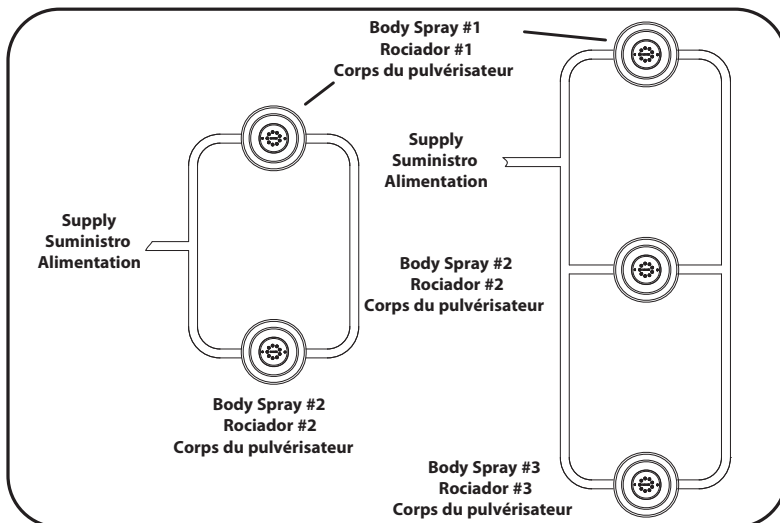 Body Spray #1
Rociador #1
Corps du pulvérisateur
Supply
Suministro
Alimentation
Supply
Suministro
Alimentation
Body Spray #2
Rociador #2
Corps du pulvérisateur
Body Spray #2
Rociador #2
Corps du pulvérisateur
Body Spray #3
Rociador #3
Corps du pulvérisateur